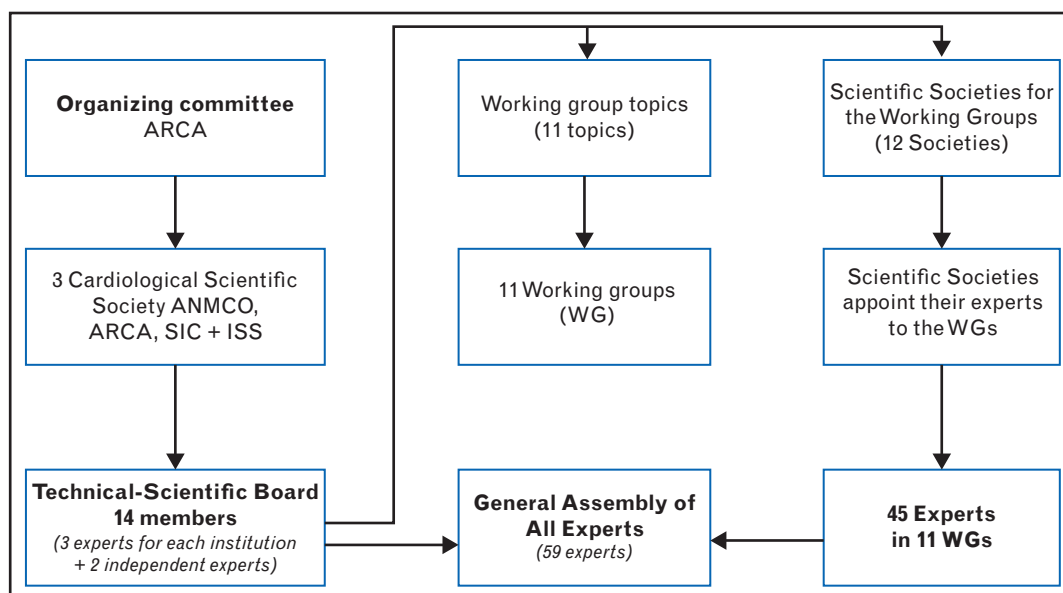 Organizing committee
ARCA
Working group topics
(11 topics)
Scientific Societies for
the Working Groups
(12 Societies)
3 Cardiological Scientific
Society ANMCO,
ARCA, SIC + ISS
11 Working groups
(WG)
Scientific Societies
appoint their experts
to the WGs
Technical-Scientific Board
14 members
(3 experts for each institution
+ 2 independent experts)
General Assembly of
All Experts
(59 experts)
45 Experts
in 11 WGs